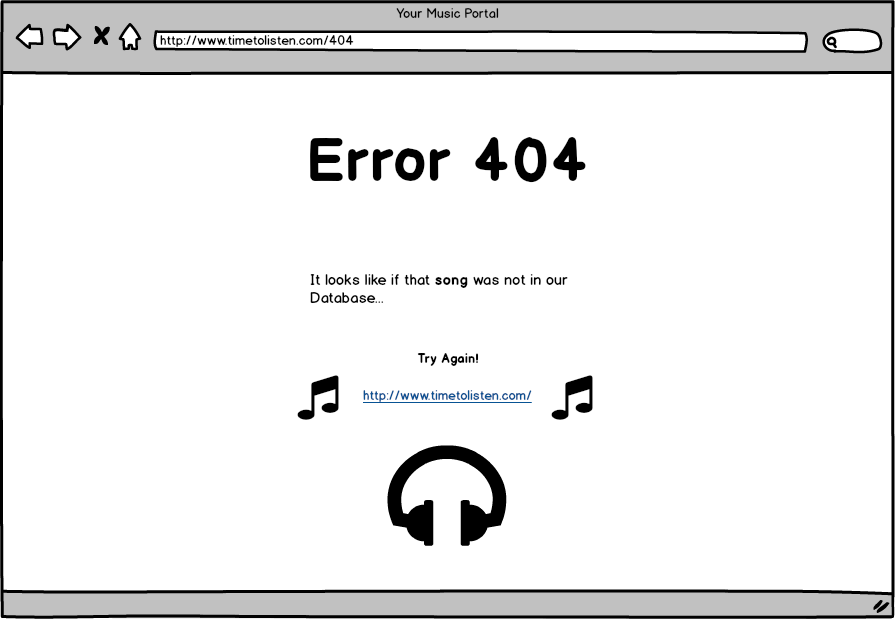 Your Music Portal
http://www.timetolisten.com/404
Error 404
It looks like if that song was not in our
Database...
Try Again!
http://www.timetolisten.com/